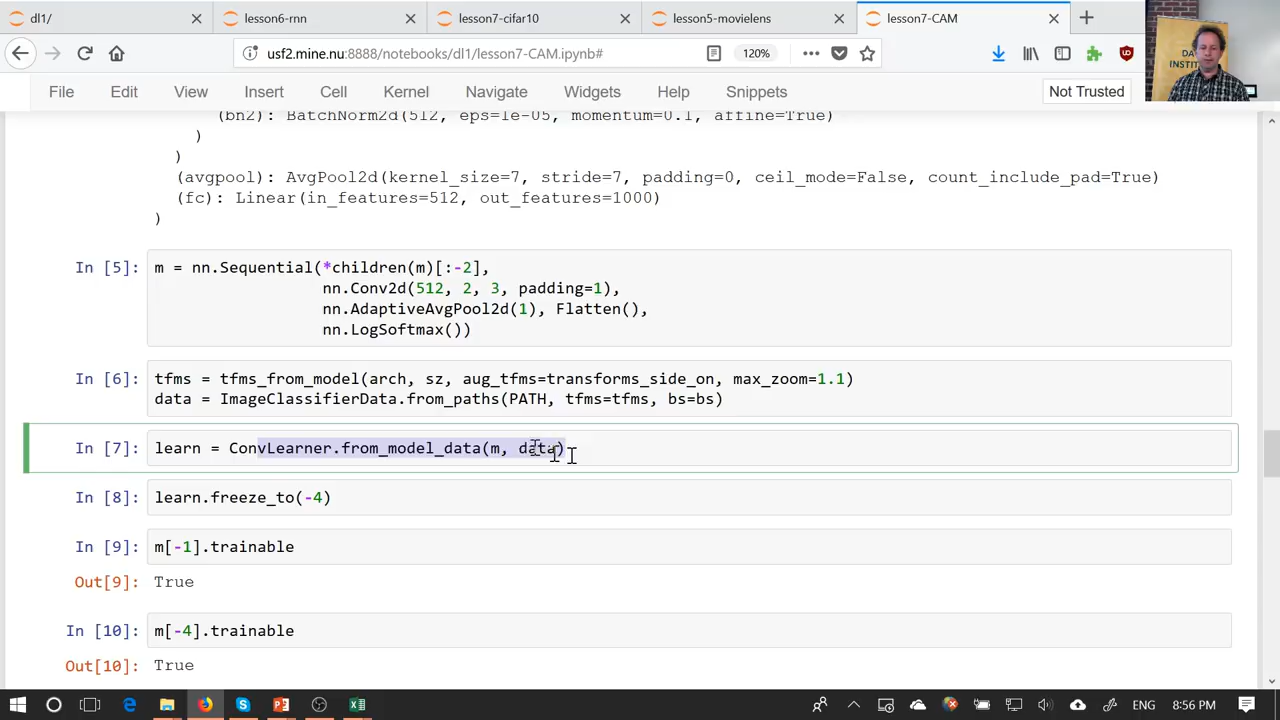 dl1/
lesson6-rnn
lesson7-cifar10
lesson5-movielens
lesson7-CAM
usf2.mine.nu:8888/notebooks/dl1/lesson7-CAM.ipynb#
120%
File Edit View Insert Cell Kernel Navigate Widgets Help Snippets
Not Trusted
(bn2): BatchNorm2d(512, eps=1e-05, momentum=0.1, affine=True)
)
)
(avgpool): AvgPool2d(kernel_size=7, stride=7, padding=0, ceil_mode=False, count_include_pad=True)
(fc): Linear(in_features=512, out_features=1000)
)
In [5]: m = nn.Sequential(*children(m)[:-2],
nn.Conv2d(512, 2, 3, padding=1),
nn.AdaptiveAvgPool2d(1), Flatten(),
nn.LogSoftmax())
In [6]: tfms = tfms_from_model(arch, sz, aug_tfms=transforms_side_on, max_zoom=1.1)
data = ImageClassifierData.from_paths(PATH, tfms=tfms, bs=bs)
In [7]: learn = ConvLearner.from_model_data(m, data)
In [8]: learn.freeze_to(-4)
In [9]: m[-1].trainable
Out[9]: True
In [10]: m[-4].trainable
Out[10]: True
ENG 8:56 PM